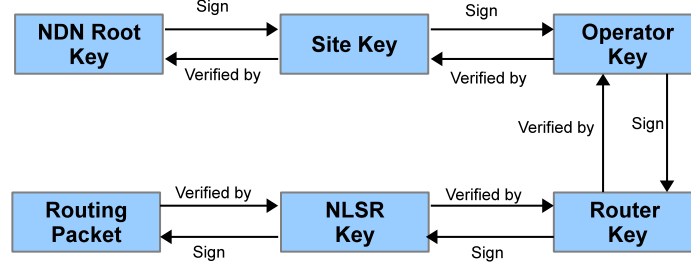 Sign
Sign
NDN Root
Key
Site Key
Operator
Key
Verified by
Verified by
Verified by
Sign
Verified by
Verified by
Routing
Packet
NLSR
Key
Router
Key
Sign
Sign